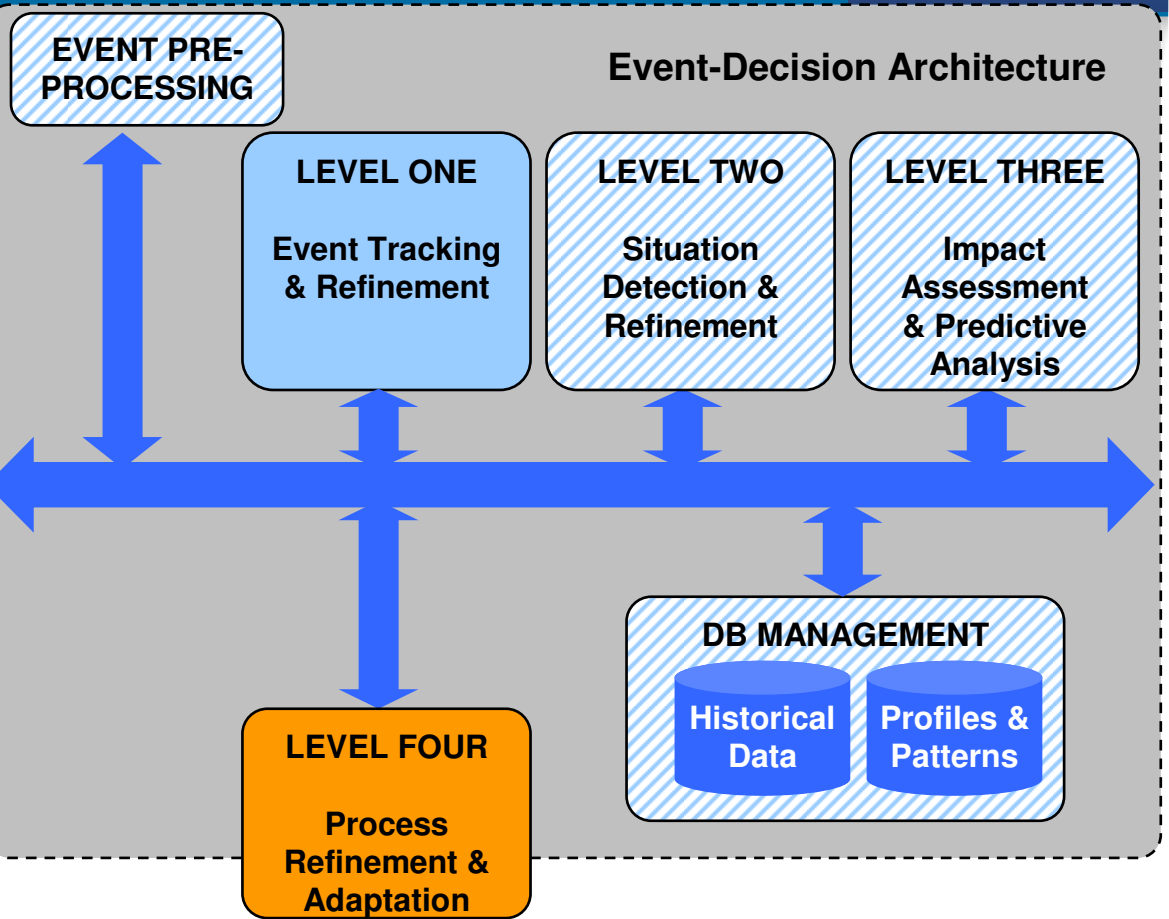 EVENT PRE-
PROCESSING
Event-Decision Architecture
LEVEL ONE
Event Tracking
& Refinement
LEVEL TWO
Situation
Detection &
Refinement
LEVEL THREE
Impact
Assessment
& Predictive
Analysis
DB MANAGEMENT
Historical
Data
Profiles &
Patterns
LEVEL FOUR
Process
Refinement &
Adaptation